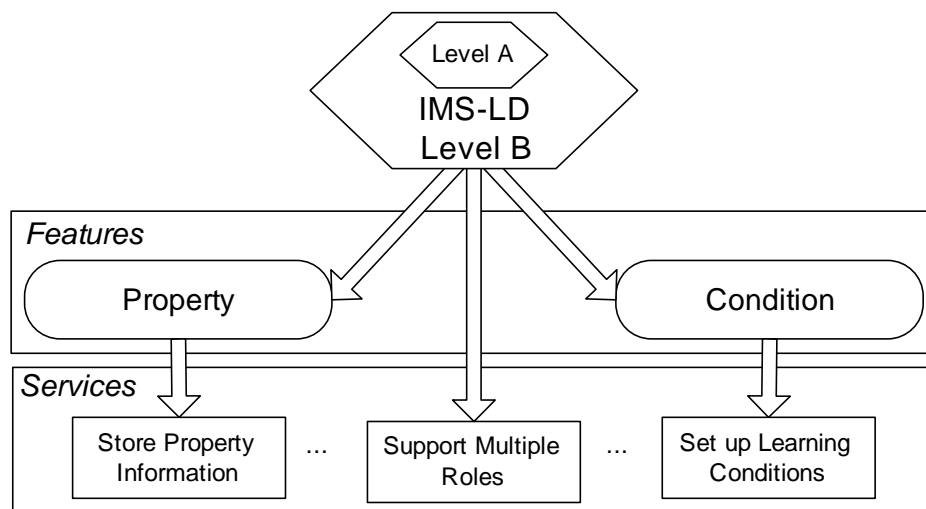 Level A
IMS-LD
Level B
Features
Property
Condition
Services
Store Property
Information
...
Support Multiple
Roles
...
Set up Learning
Conditions